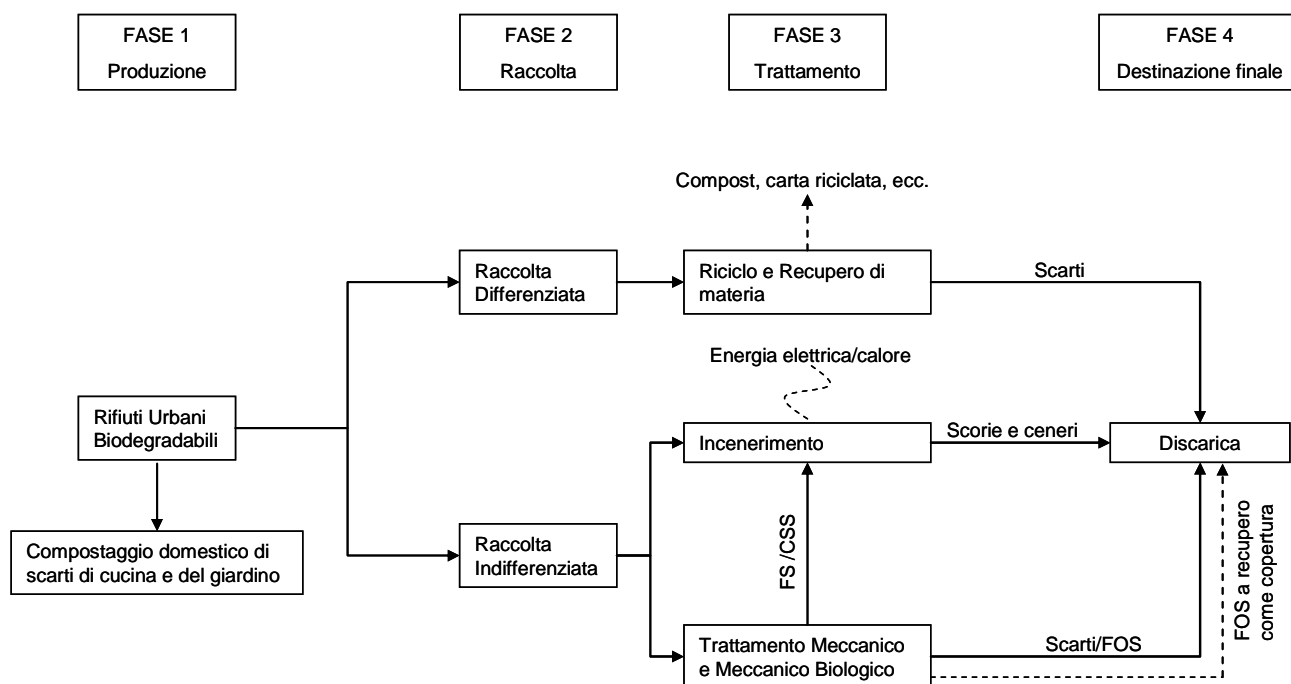 FASE 1
Produzione
FASE 2
Raccolta
FASE 3
Trattamento
FASE 4
Destinazione finale
Compost, carta riciclata, ecc.
Raccolta
Differenziata
Riciclo e Recupero di
materia
Scarti
Energia elettrica/calore
Rifiuti Urbani
Biodegradabili
Incenerimento
Scorie e ceneri
Discarica
Compostaggio domestico di
scarti di cucina e del giardino
Raccolta
Indifferenziata
FS /CSS
FOS a recupero
come copertura
Trattamento Meccanico
e Meccanico Biologico
Scarti/FOS